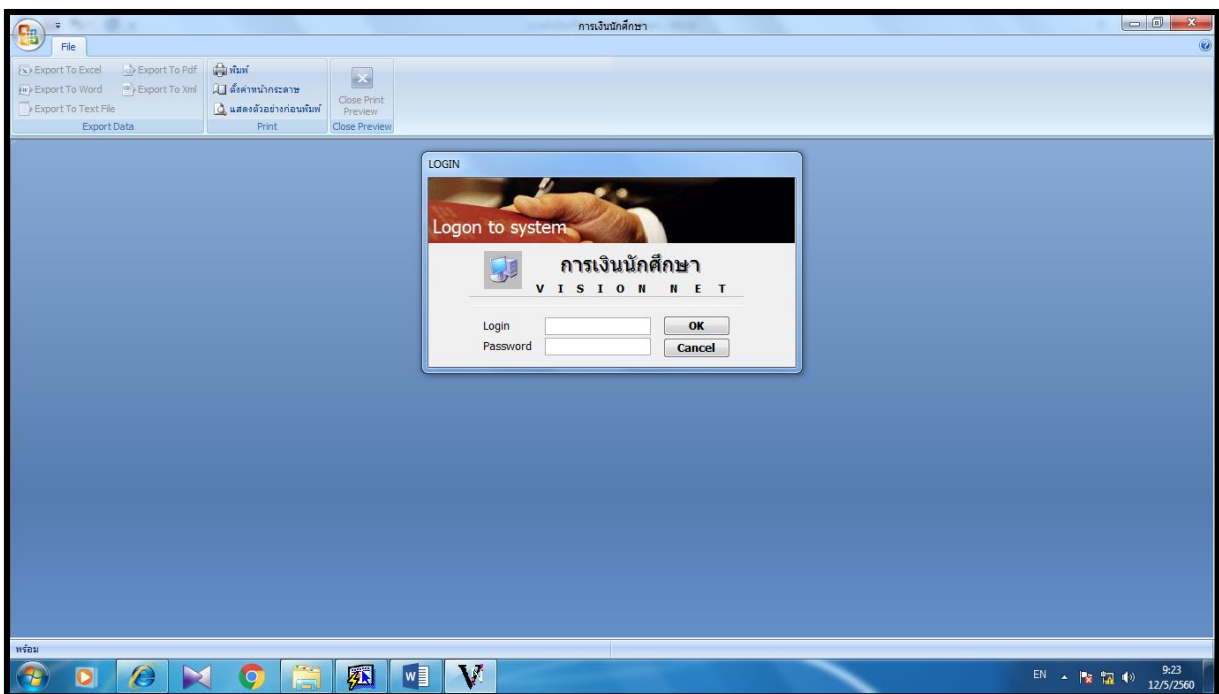 การเงินนักศึกษา
File
Export To Excel
Export To Pdf
พิมพ์
Export To Word
Export To Xml
ตั้งค่าหน้ากระดาษ
Export To Text File
แสดงตัวอย่างก่อนพิมพ์
Close Print
Preview
Export Data
Print
Close Preview
LOGIN
Logon to system
การเงินนักศึกษา
VISION NET
Login
OK
Password
Cancel
พร้อม
EN
9:23
12/5/2560